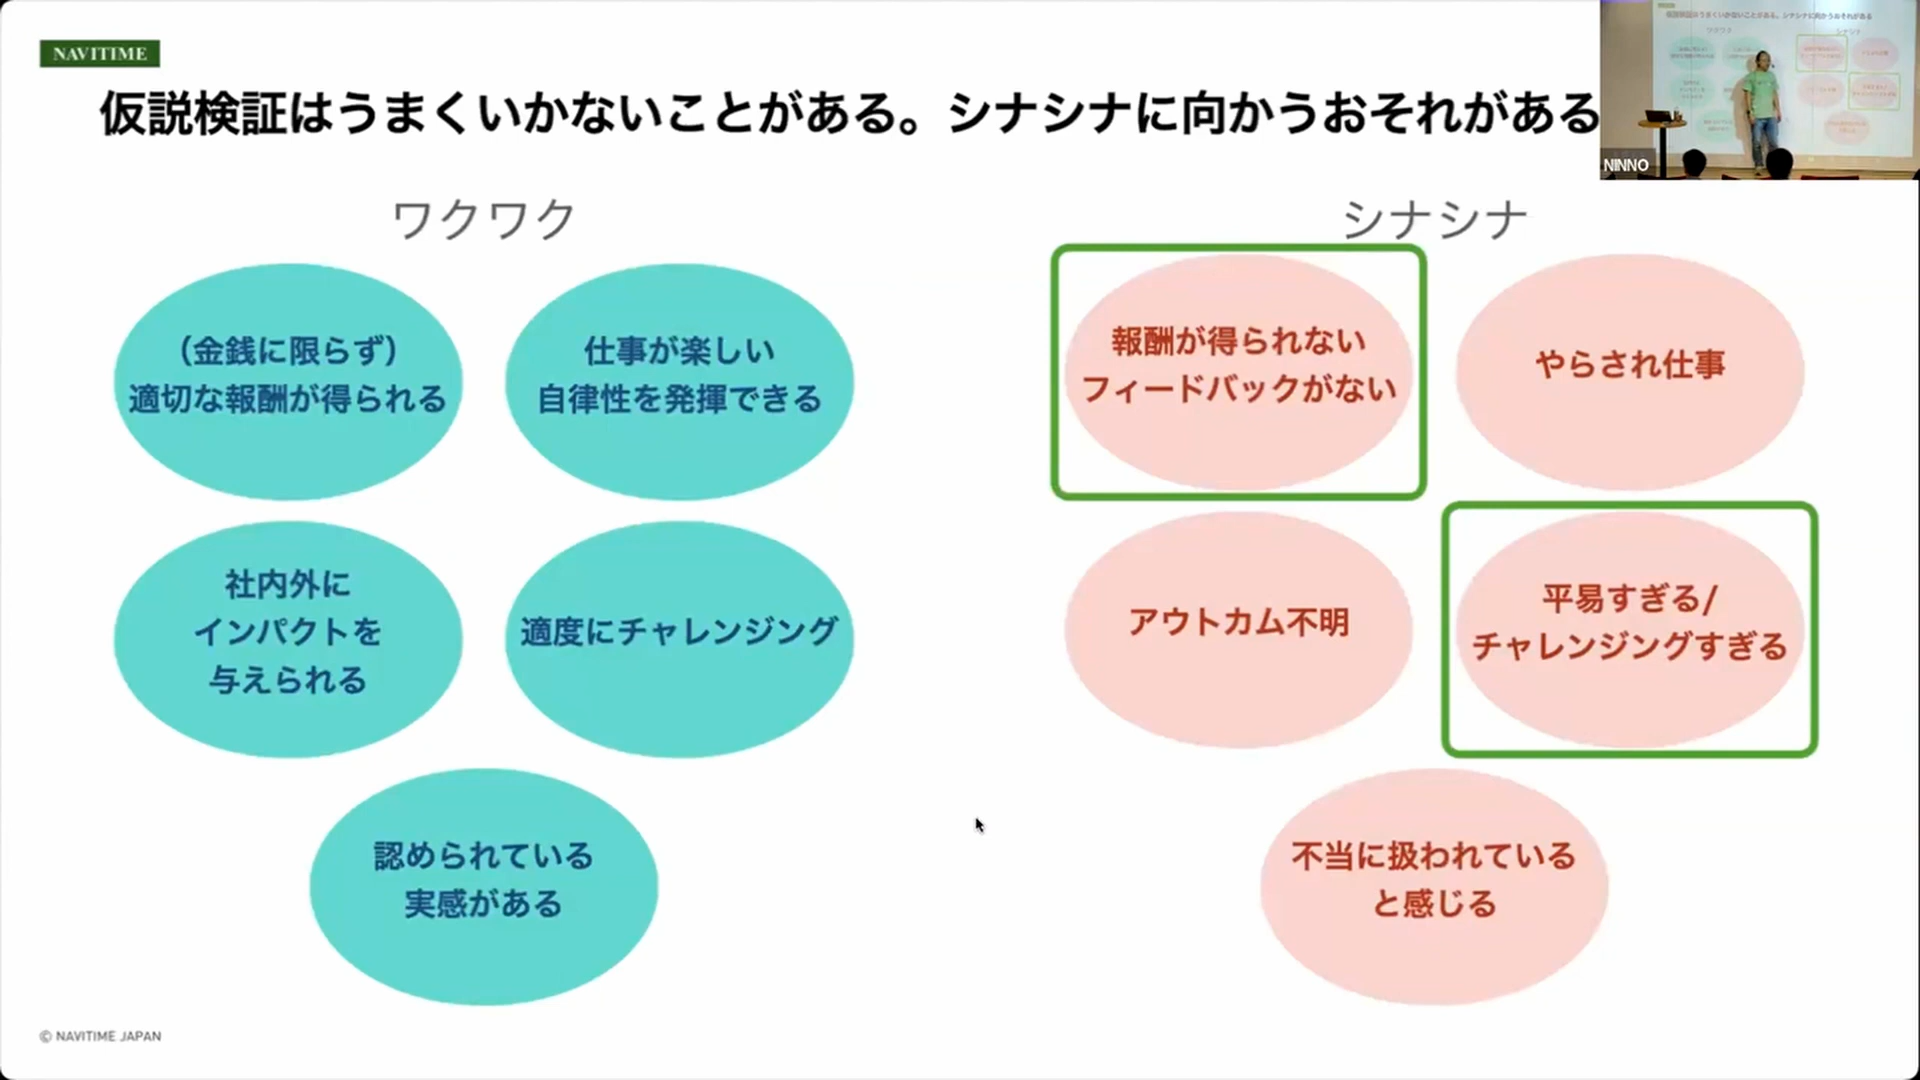 NAVITIME
仮説検証はうまくいかないことがある。シナシナに向かうおそれがある
NINNO
ワクワク
（金銭に限らず）
適切な報酬が得られる
仕事が楽しい
自律性を発揮できる
社内外に
インパクトを
与えられる
適度にチャレンジング
認められている
実感がある
シナシナ
報酬が得られない
フィードバックがない
やらされ仕事
アウトカム不明
平易すぎる/
チャレンジングすぎる
不当に扱われている
と感じる
© NAVITIME JAPAN